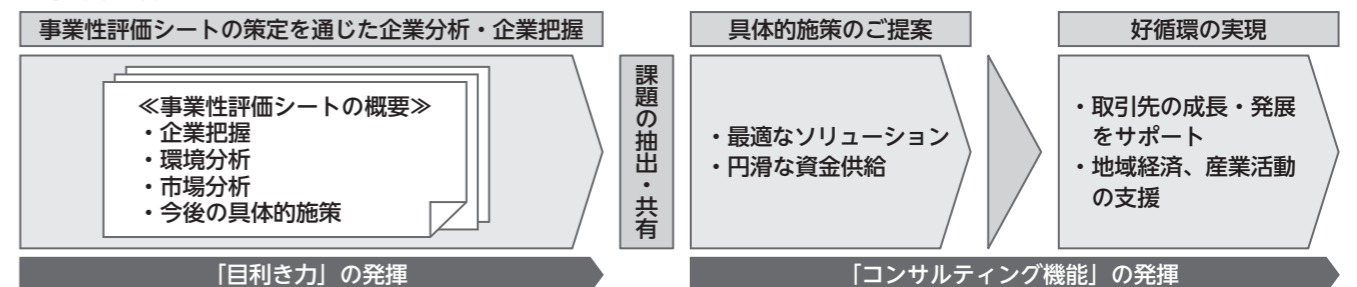 事業性評価シートの策定を通じた企業分析・企業把握
≪事業性評価シートの概要≫
・企業把握
・環境分析
・市場分析
・今後の具体的施策
「目利き力」の発揮
課題の抽出・共有
具体的施策のご提案
・最適なソリューション
・円滑な資金供給
好循環の実現
・取引先の成長・発展
をサポート
・地域経済、産業活動
の支援
「コンサルティング機能」の発揮